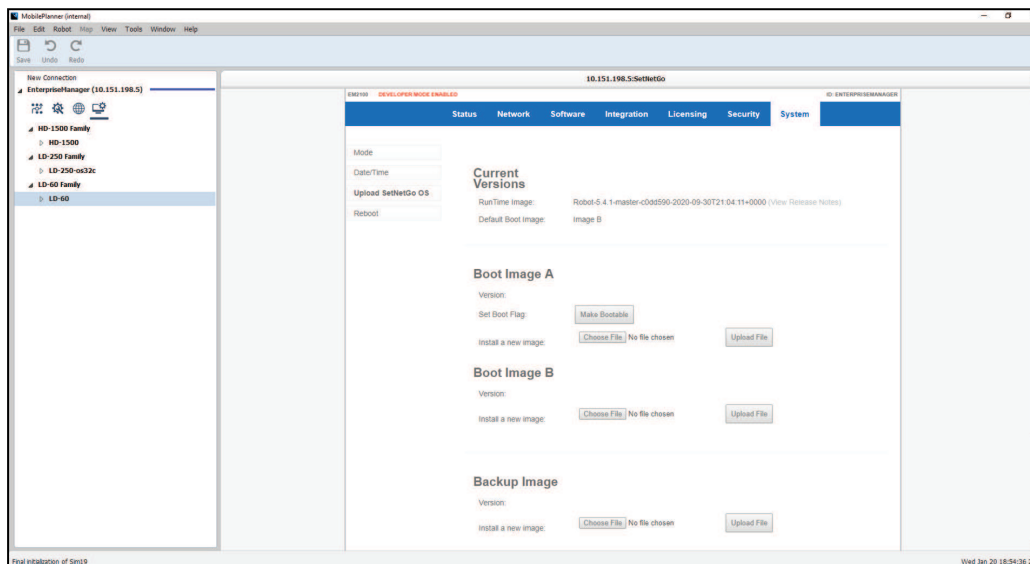 MobilePlanner (internal)
File Edit Robot Map View Tools Window Help
Save Undo Redo
New Connection
EnterpriseManager (10.151.198.5)
HD-1500 Family
HD-1500
LD-250 Family
LD-250-os32c
LD-60 Family
LD-60
10.151.198.5:SetNetGo
EM2100 DEVELOPER MODE ENABLED ID: ENTERPRISEMANAGER
Status Network Software Integration Licensing Security System
Mode
Date/Time
Upload SetNetGo OS
Reboot
Current
Versions
RunTime Image: Robot-5.4.1-master-c0dd590-2020-09-30T21:04:11+0000 (View Release Notes)
Default Boot Image: Image B
Boot Image A
Version:
Set Boot Flag: Make Bootable
Install a new image: Choose File No file chosen Upload File
Boot Image B
Version:
Install a new image: Choose File No file chosen Upload File
Backup Image
Version:
Install a new image: Choose File No file chosen Upload File
Final initialization of Sim19 Wed Jan 20 18:54:36